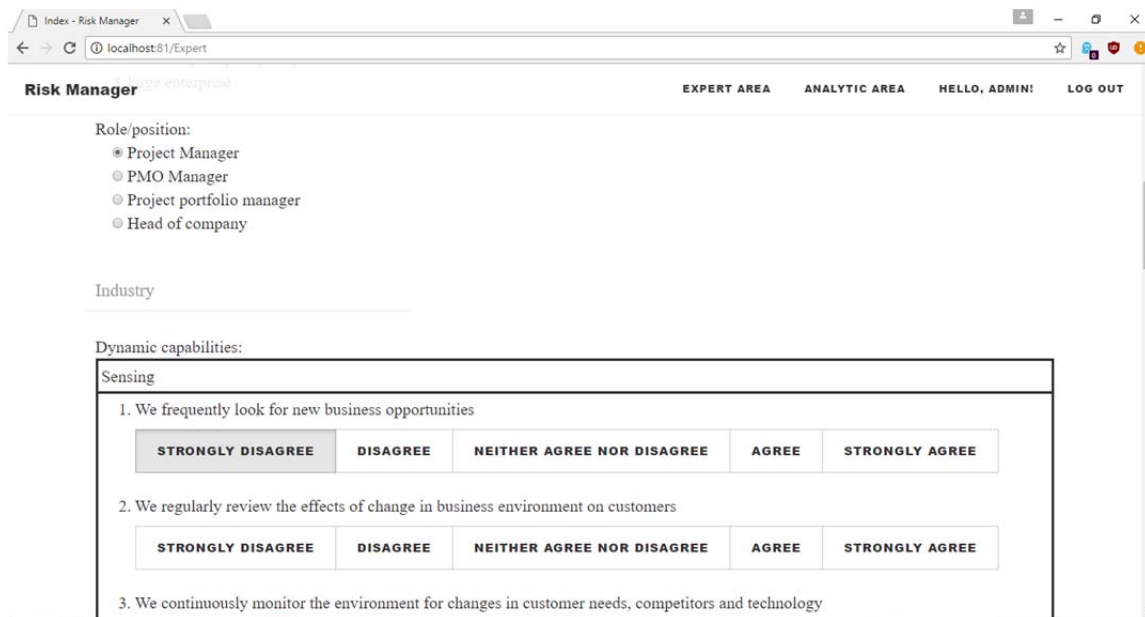 Index - Risk Manager
localhost:81/Expert
large enterprise
Risk Manager
EXPERT AREA
ANALYTIC AREA
HELLO, ADMIN!
LOG OUT
Role/position:
Project Manager
PMO Manager
Project portfolio manager
Head of company
Industry
Dynamic capabilities:
Sensing
1. We frequently look for new business opportunities
STRONGLY DISAGREE DISAGREE NEITHER AGREE NOR DISAGREE AGREE STRONGLY AGREE
2. We regularly review the effects of change in business environment on customers
STRONGLY DISAGREE DISAGREE NEITHER AGREE NOR DISAGREE AGREE STRONGLY AGREE
3. We continuously monitor the environment for changes in customer needs, competitors and technology